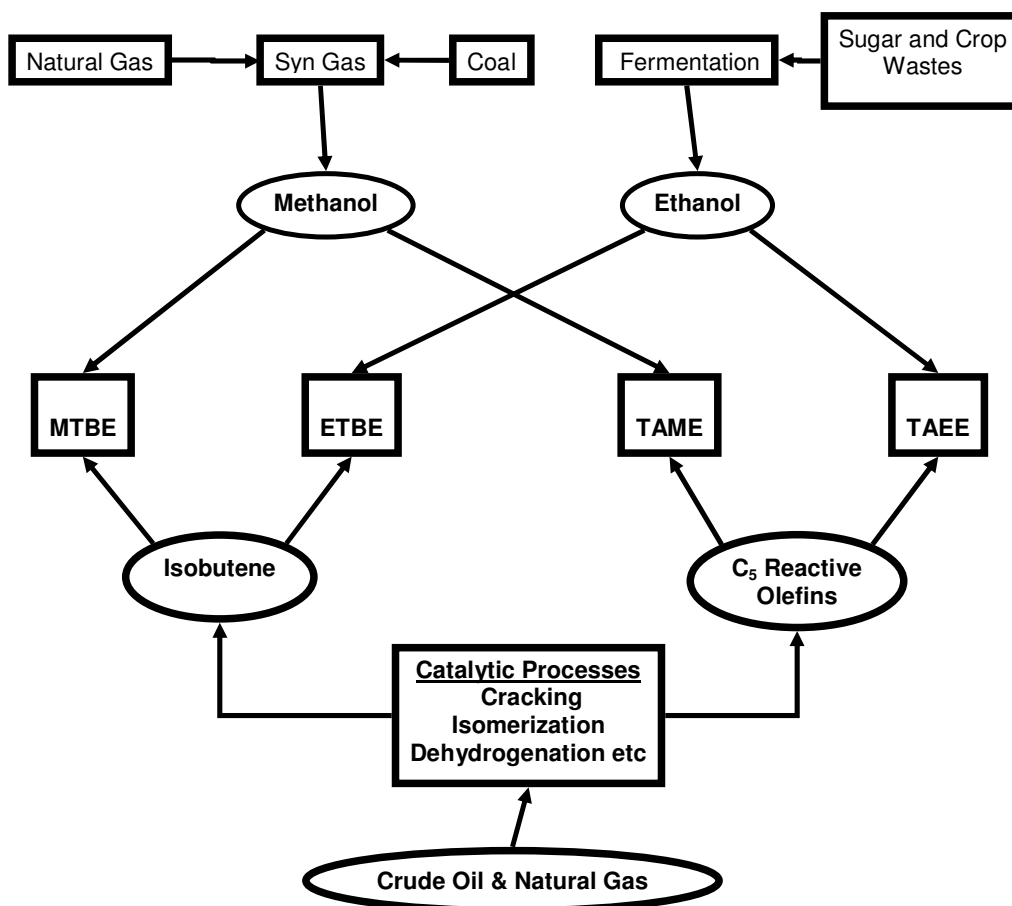 Natural Gas
Syn Gas
Coal
Fermentation
Sugar and Crop
Wastes
Methanol
Ethanol
MTBE
ETBE
TAME
TAEE
Isobutene
C₅ Reactive
Olefins
Catalytic Processes
Cracking
Isomerization
Dehydrogenation etc
Crude Oil & Natural Gas